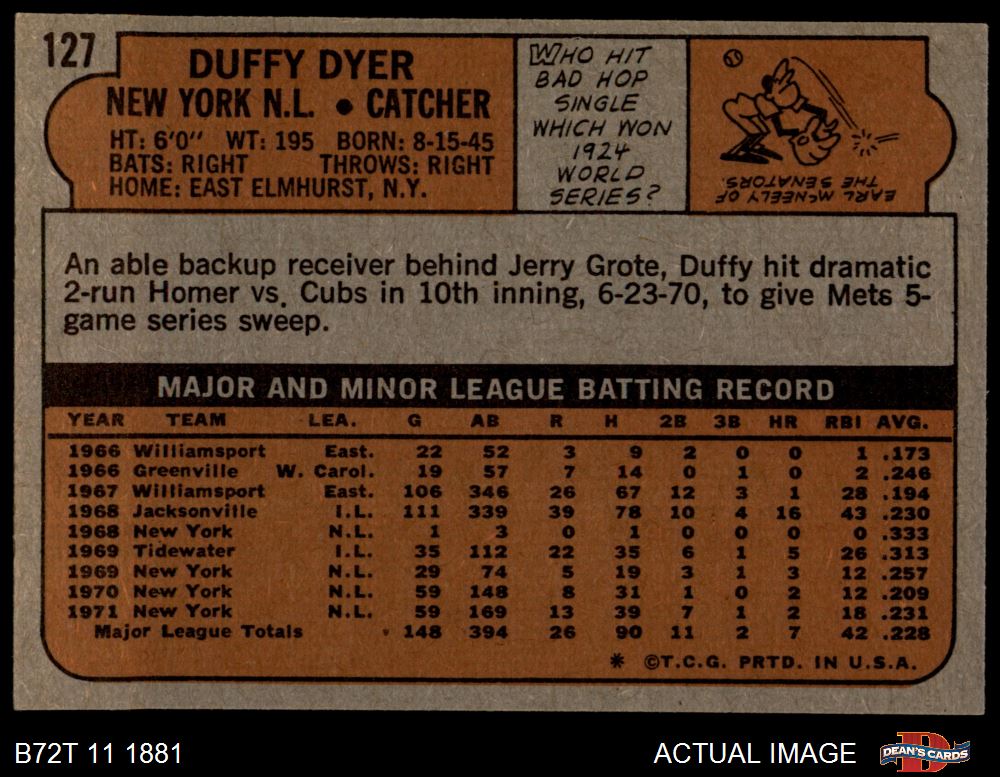 127
DUFFY DYER
NEW YORK N.L. • CATCHER
HT: 6'0" WT: 195 BORN: 8-15-45
BATS: RIGHT THROWS: RIGHT
HOME: EAST ELMHURST, N.Y.
WHO HIT
BAD HOP
SINGLE
WHICH WON
1924
WORLD
SERIES?
EARL McNEELY OF
THE SENATORS.
An able backup receiver behind Jerry Grote, Duffy hit dramatic
2-run Homer vs. Cubs in 10th inning, 6-23-70, to give Mets 5-
game series sweep.
MAJOR AND MINOR LEAGUE BATTING RECORD
YEAR TEAM LEA. G AB R H 2B 3B HR RBI AVG.
1966 Williamsport East. 22 52 3 9 2 0 0 1 .173
1966 Greenville W. Carol. 19 57 7 14 0 1 0 2 .246
1967 Williamsport East. 106 346 26 67 12 3 1 28 .194
1968 Jacksonville I.L. 111 339 39 78 10 4 16 43 .230
1968 New York N.L. 1 3 0 1 0 0 0 0 .333
1969 Tidewater I.L. 35 112 22 35 6 1 5 26 .313
1969 New York N.L. 29 74 5 19 3 1 3 12 .257
1970 New York N.L. 59 148 8 31 1 0 2 12 .209
1971 New York N.L. 59 169 13 39 7 1 2 18 .231
Major League Totals 148 394 26 90 11 2 7 42 .228
* ©T.C.G. PRTD. IN U.S.A.
B72T 11 1881
ACTUAL IMAGE
DEAN'S CARDS